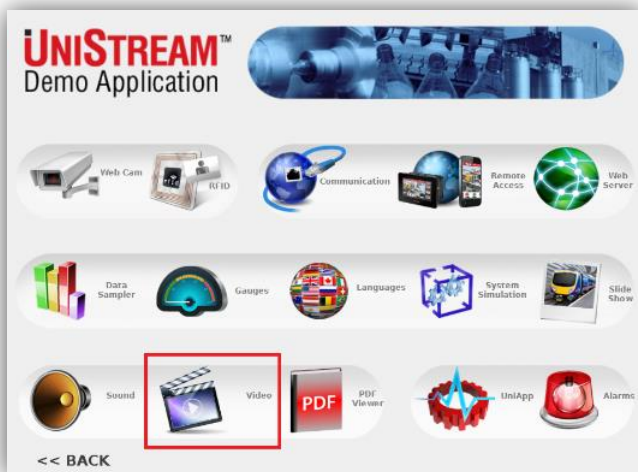 UNISTREAM™
Demo Application
Web Cam
RFID
Communication
Remote
Access
Web
Server
Data
Sampler
Gauges
Languages
System
Simulation
Slide
Show
Sound
Video
PDF
PDF
Viewer
UniApp
Alarms
<< BACK